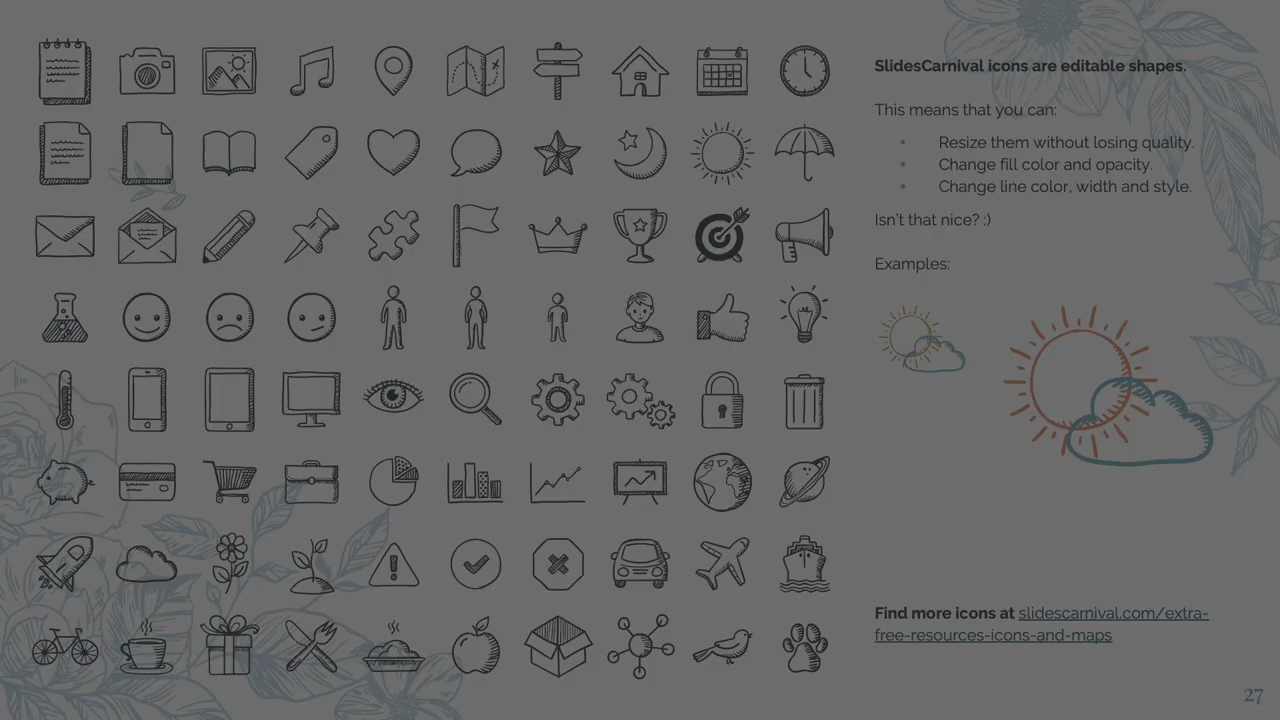 SlidesCarnival icons are editable shapes.
This means that you can:
Resize them without losing quality.
Change fill color and opacity.
Change line color, width and style.
Isn't that nice? :)
Examples:
Find more icons at slidescarnival.com/extra-
free-resources-icons-and-maps
27